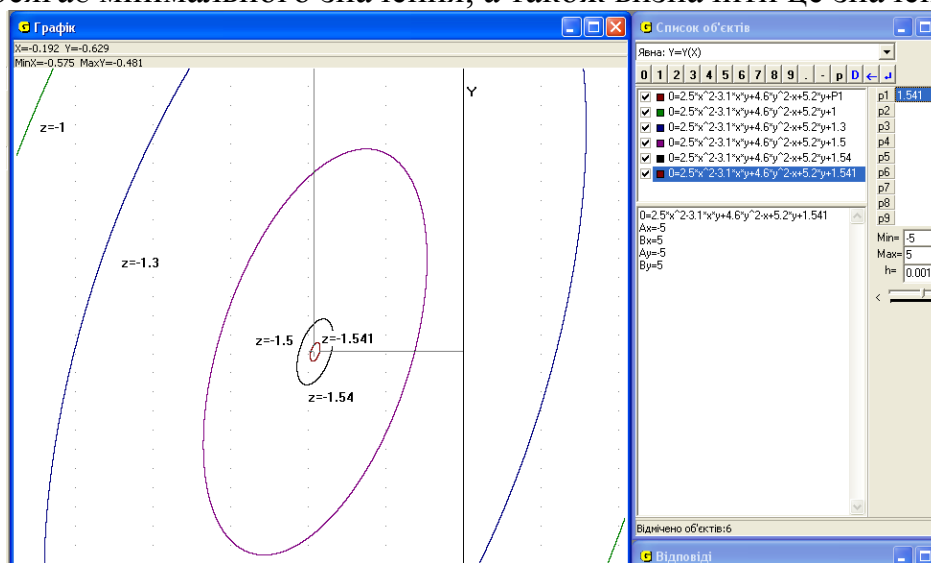 мінімального значення, а також визначити це
Графік
X=-0.192 Y=-0.629
MinX=-0.575 MaxY=-0.481
Y
z=-1
z=-1.3
z=-1.5
z=-1.541
z=-1.54
Список об'єктів
Явна: Y=Y(X)
0 1 2 3 4 5 6 7 8 9 . - p D ← ↲
0=2.5*x^2-3.1*x*y+4.6*y^2-x+5.2*y+P1
0=2.5*x^2-3.1*x*y+4.6*y^2-x+5.2*y+1
0=2.5*x^2-3.1*x*y+4.6*y^2-x+5.2*y+1.3
0=2.5*x^2-3.1*x*y+4.6*y^2-x+5.2*y+1.5
0=2.5*x^2-3.1*x*y+4.6*y^2-x+5.2*y+1.54
0=2.5*x^2-3.1*x*y+4.6*y^2-x+5.2*y+1.541
p1 1.541
p2
p3
p4
p5
p6
p7
p8
p9
Min= -5
Max= 5
h= 0.001
<
0=2.5*x^2-3.1*x*y+4.6*y^2-x+5.2*y+1.541
Ax=-5
Bx=5
Ay=-5
By=5
Відмічено об'єктів:6
Відповіді